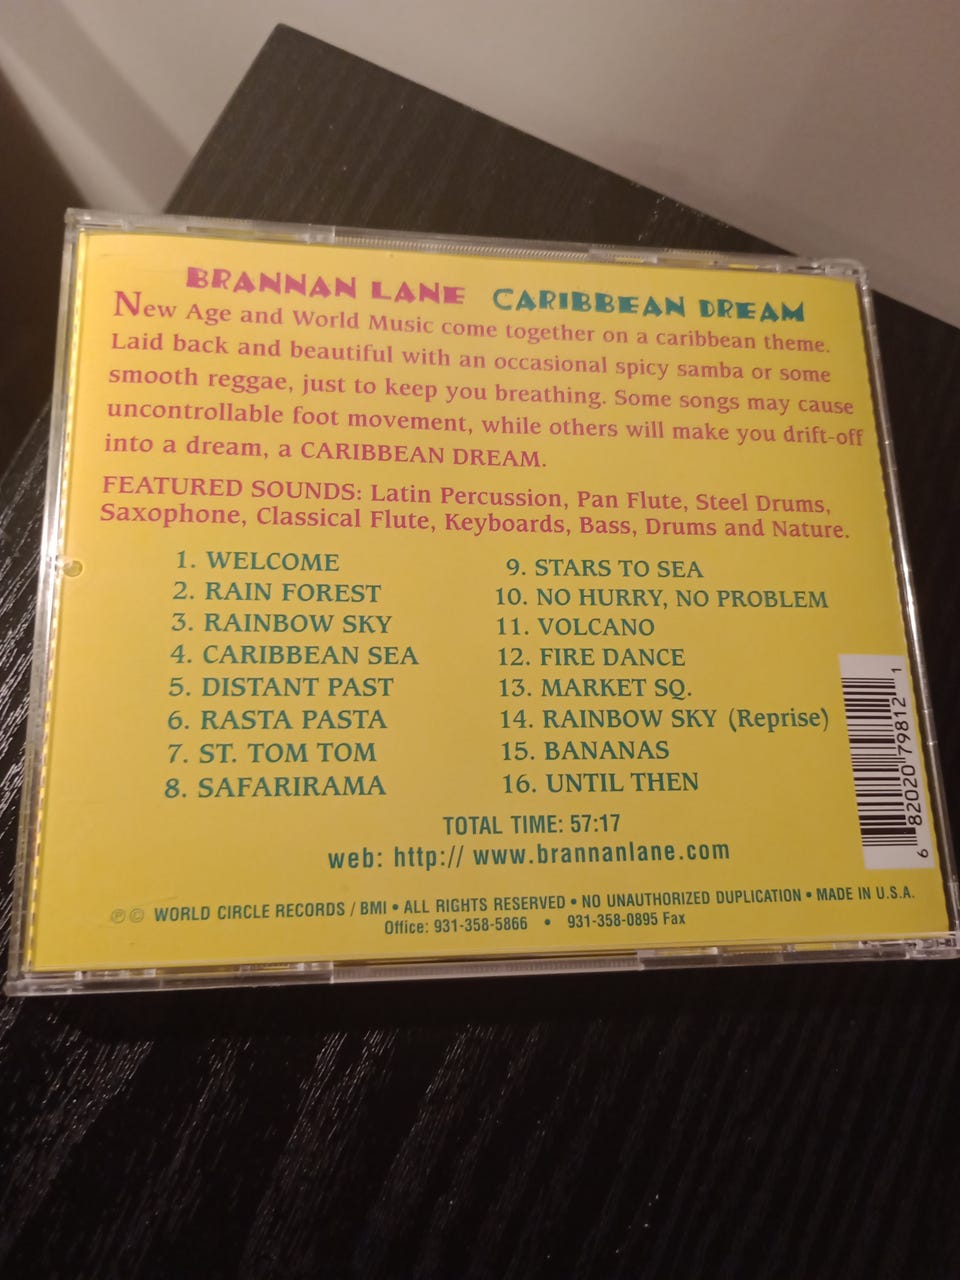 BRANNAN LANE CARIBBEAN DREAM
New Age and World Music come together on a caribbean theme.
Laid back and beautiful with an occasional spicy samba or some
smooth reggae, just to keep you breathing. Some songs may cause
uncontrollable foot movement, while others will make you drift-off
into a dream, a CARIBBEAN DREAM.
FEATURED SOUNDS: Latin Percussion, Pan Flute, Steel Drums,
Saxophone, Classical Flute, Keyboards, Bass, Drums and Nature.
1. WELCOME
2. RAIN FOREST
3. RAINBOW SKY
4. CARIBBEAN SEA
5. DISTANT PAST
6. RASTA PASTA
7. ST. TOM TOM
8. SAFARIRAMA
9. STARS TO SEA
10. NO HURRY, NO PROBLEM
11. VOLCANO
12. FIRE DANCE
13. MARKET SQ.
14. RAINBOW SKY (Reprise)
15. BANANAS
16. UNTIL THEN
6 82020 79812 1
TOTAL TIME: 57:17
web: http:// www.brannanlane.com
℗ © WORLD CIRCLE RECORDS / BMI • ALL RIGHTS RESERVED • NO UNAUTHORIZED DUPLICATION • MADE IN U.S.A.
Office: 931-358-5866 • 931-358-0895 Fax